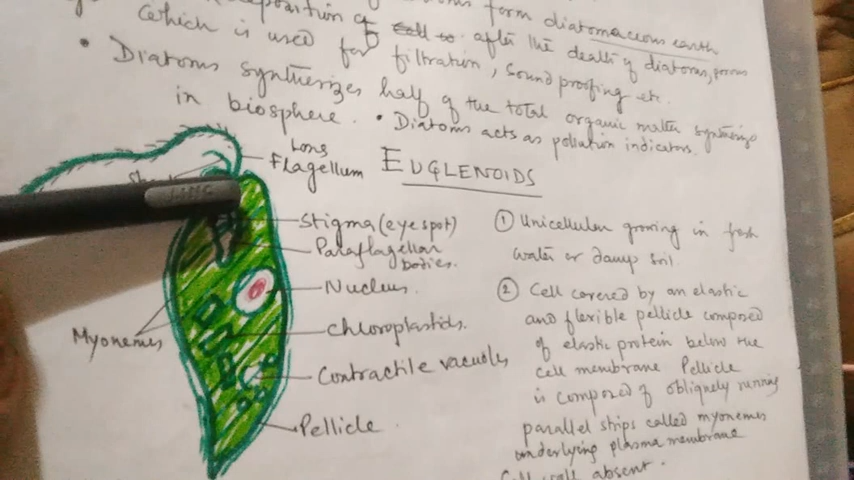 form diatomaceous earth
(which is used for after the death of diatoms,
filtration, Sound proofing etc.
• Diatoms synthesizes half of the total organic matter
in biosphere. • Diatoms acts as pollution indicators.
EUGLENOIDS
Long
Flagellum
Stigma (eye spot)
Paraflagellar
bodies.
Nucleus.
Chloroplastids.
Contractile vacuoles
Pellicle
Myonemes
① Unicellular growing in fresh
water or damp soil
② Cell covered by an elastic
and flexible pellicle composed
of elastic protein below the
cell membrane Pellicle
is composed of obliquely running
parallel strips called myonemes
underlying plasma membrane
Cell wall absent.